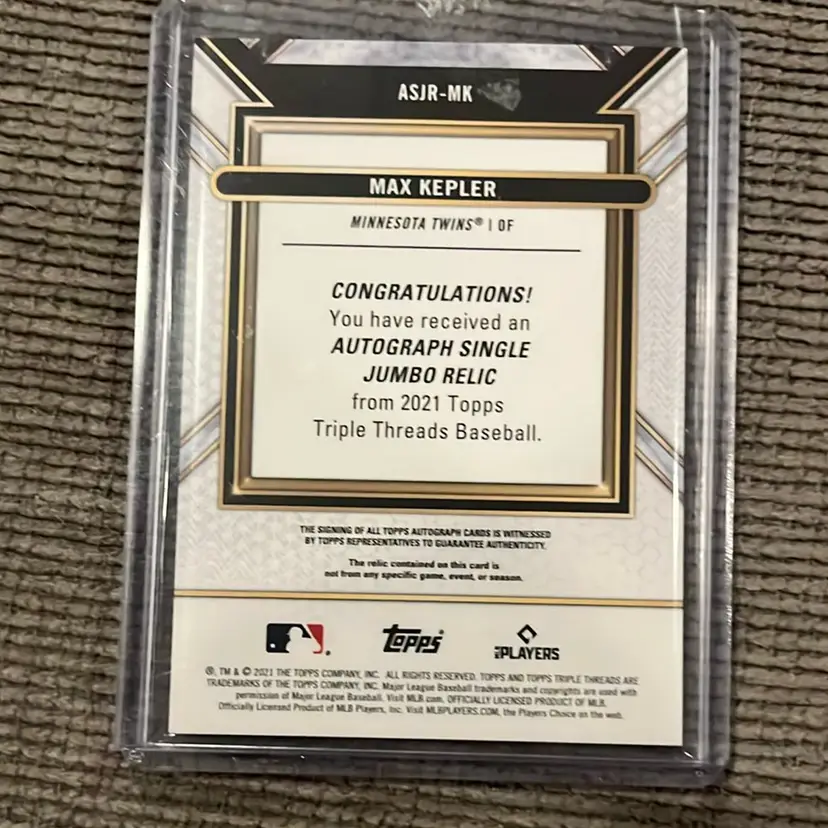 ASJR-MK
MAX KEPLER
MINNESOTA TWINS® | OF
CONGRATULATIONS!
You have received an
AUTOGRAPH SINGLE
JUMBO RELIC
from 2021 Topps
Triple Threads Baseball.
THE SIGNING OF ALL TOPPS AUTOGRAPH CARDS IS WITNESSED
BY TOPPS REPRESENTATIVES TO GUARANTEE AUTHENTICITY.
The relic contained on this card is
not from any specific game, event, or season.
topps
MLB PLAYERS
®, TM & © 2021 THE TOPPS COMPANY, INC. ALL RIGHTS RESERVED. TOPPS AND TOPPS TRIPLE THREADS ARE
TRADEMARKS OF THE TOPPS COMPANY, INC. Major League Baseball trademarks and copyrights are used with
permission of Major League Baseball. Visit MLB.com. OFFICIALLY LICENSED PRODUCT OF MLB.
Officially Licensed Product of MLB Players, Inc. Visit MLBPLAYERS.COM, the Players Choice on the web.